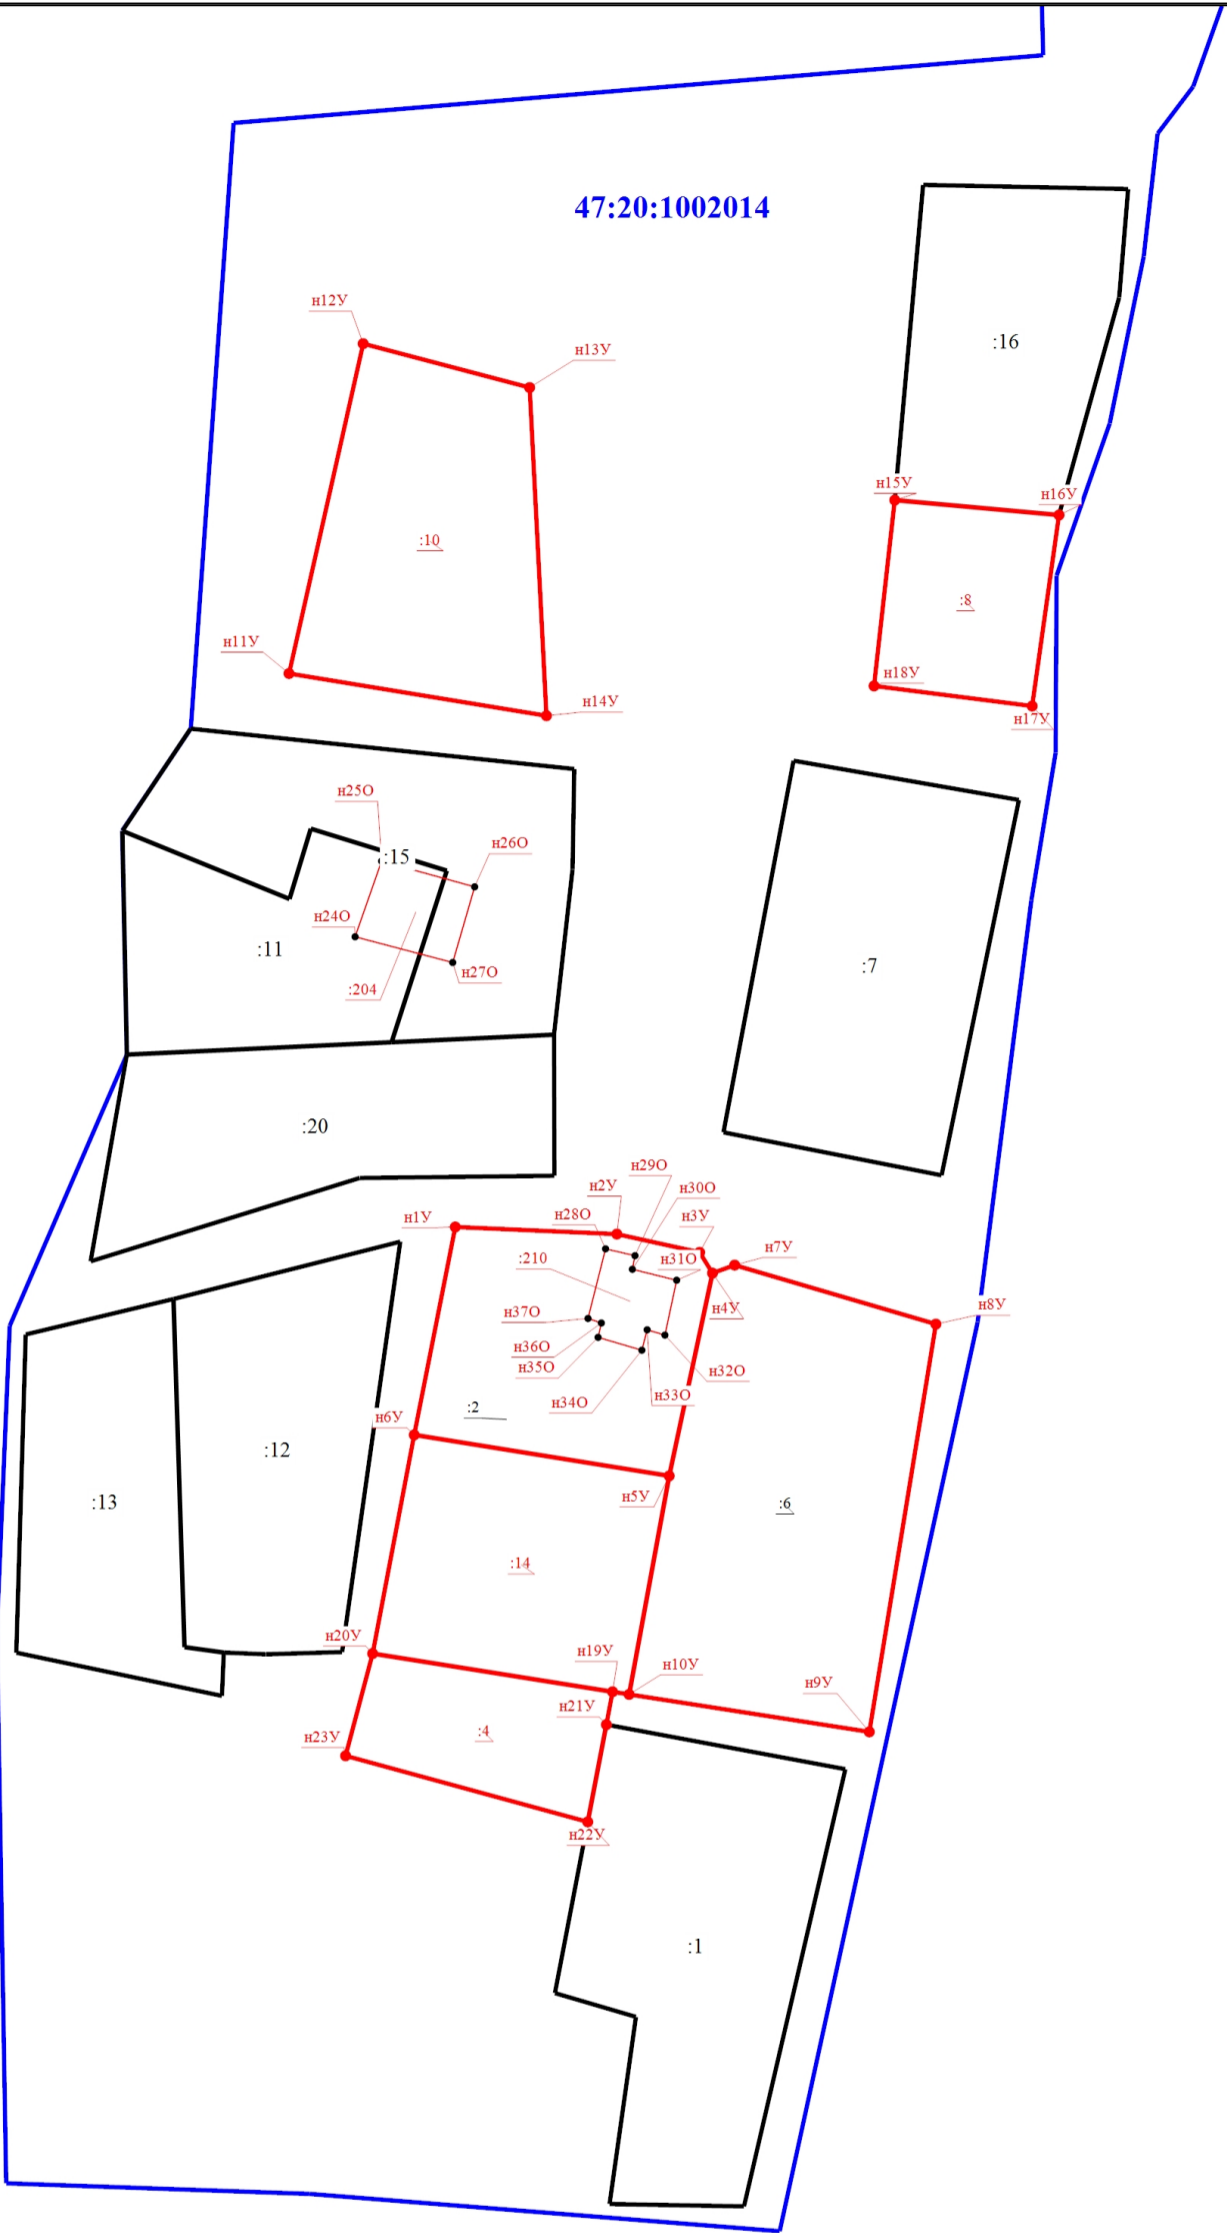 47:20:1002014
н12У
:16
н13У
н15У
н16У
:10
:8
н11У
н18У
н14У
н17У
н25О
н26О
:15
н24О
:11
:7
н27О
:204
:20
н29О
н2У
н30О
н1У
н28О
н3У
н7У
:210
н31О
н8У
н37О
н4У
н36О
н35О
н32О
н33О
н34О
:2
н6У
:12
н5У
:13
:6
:14
н20У
н19У
н10У
н9У
н21У
н23У
:4
н22У
:1